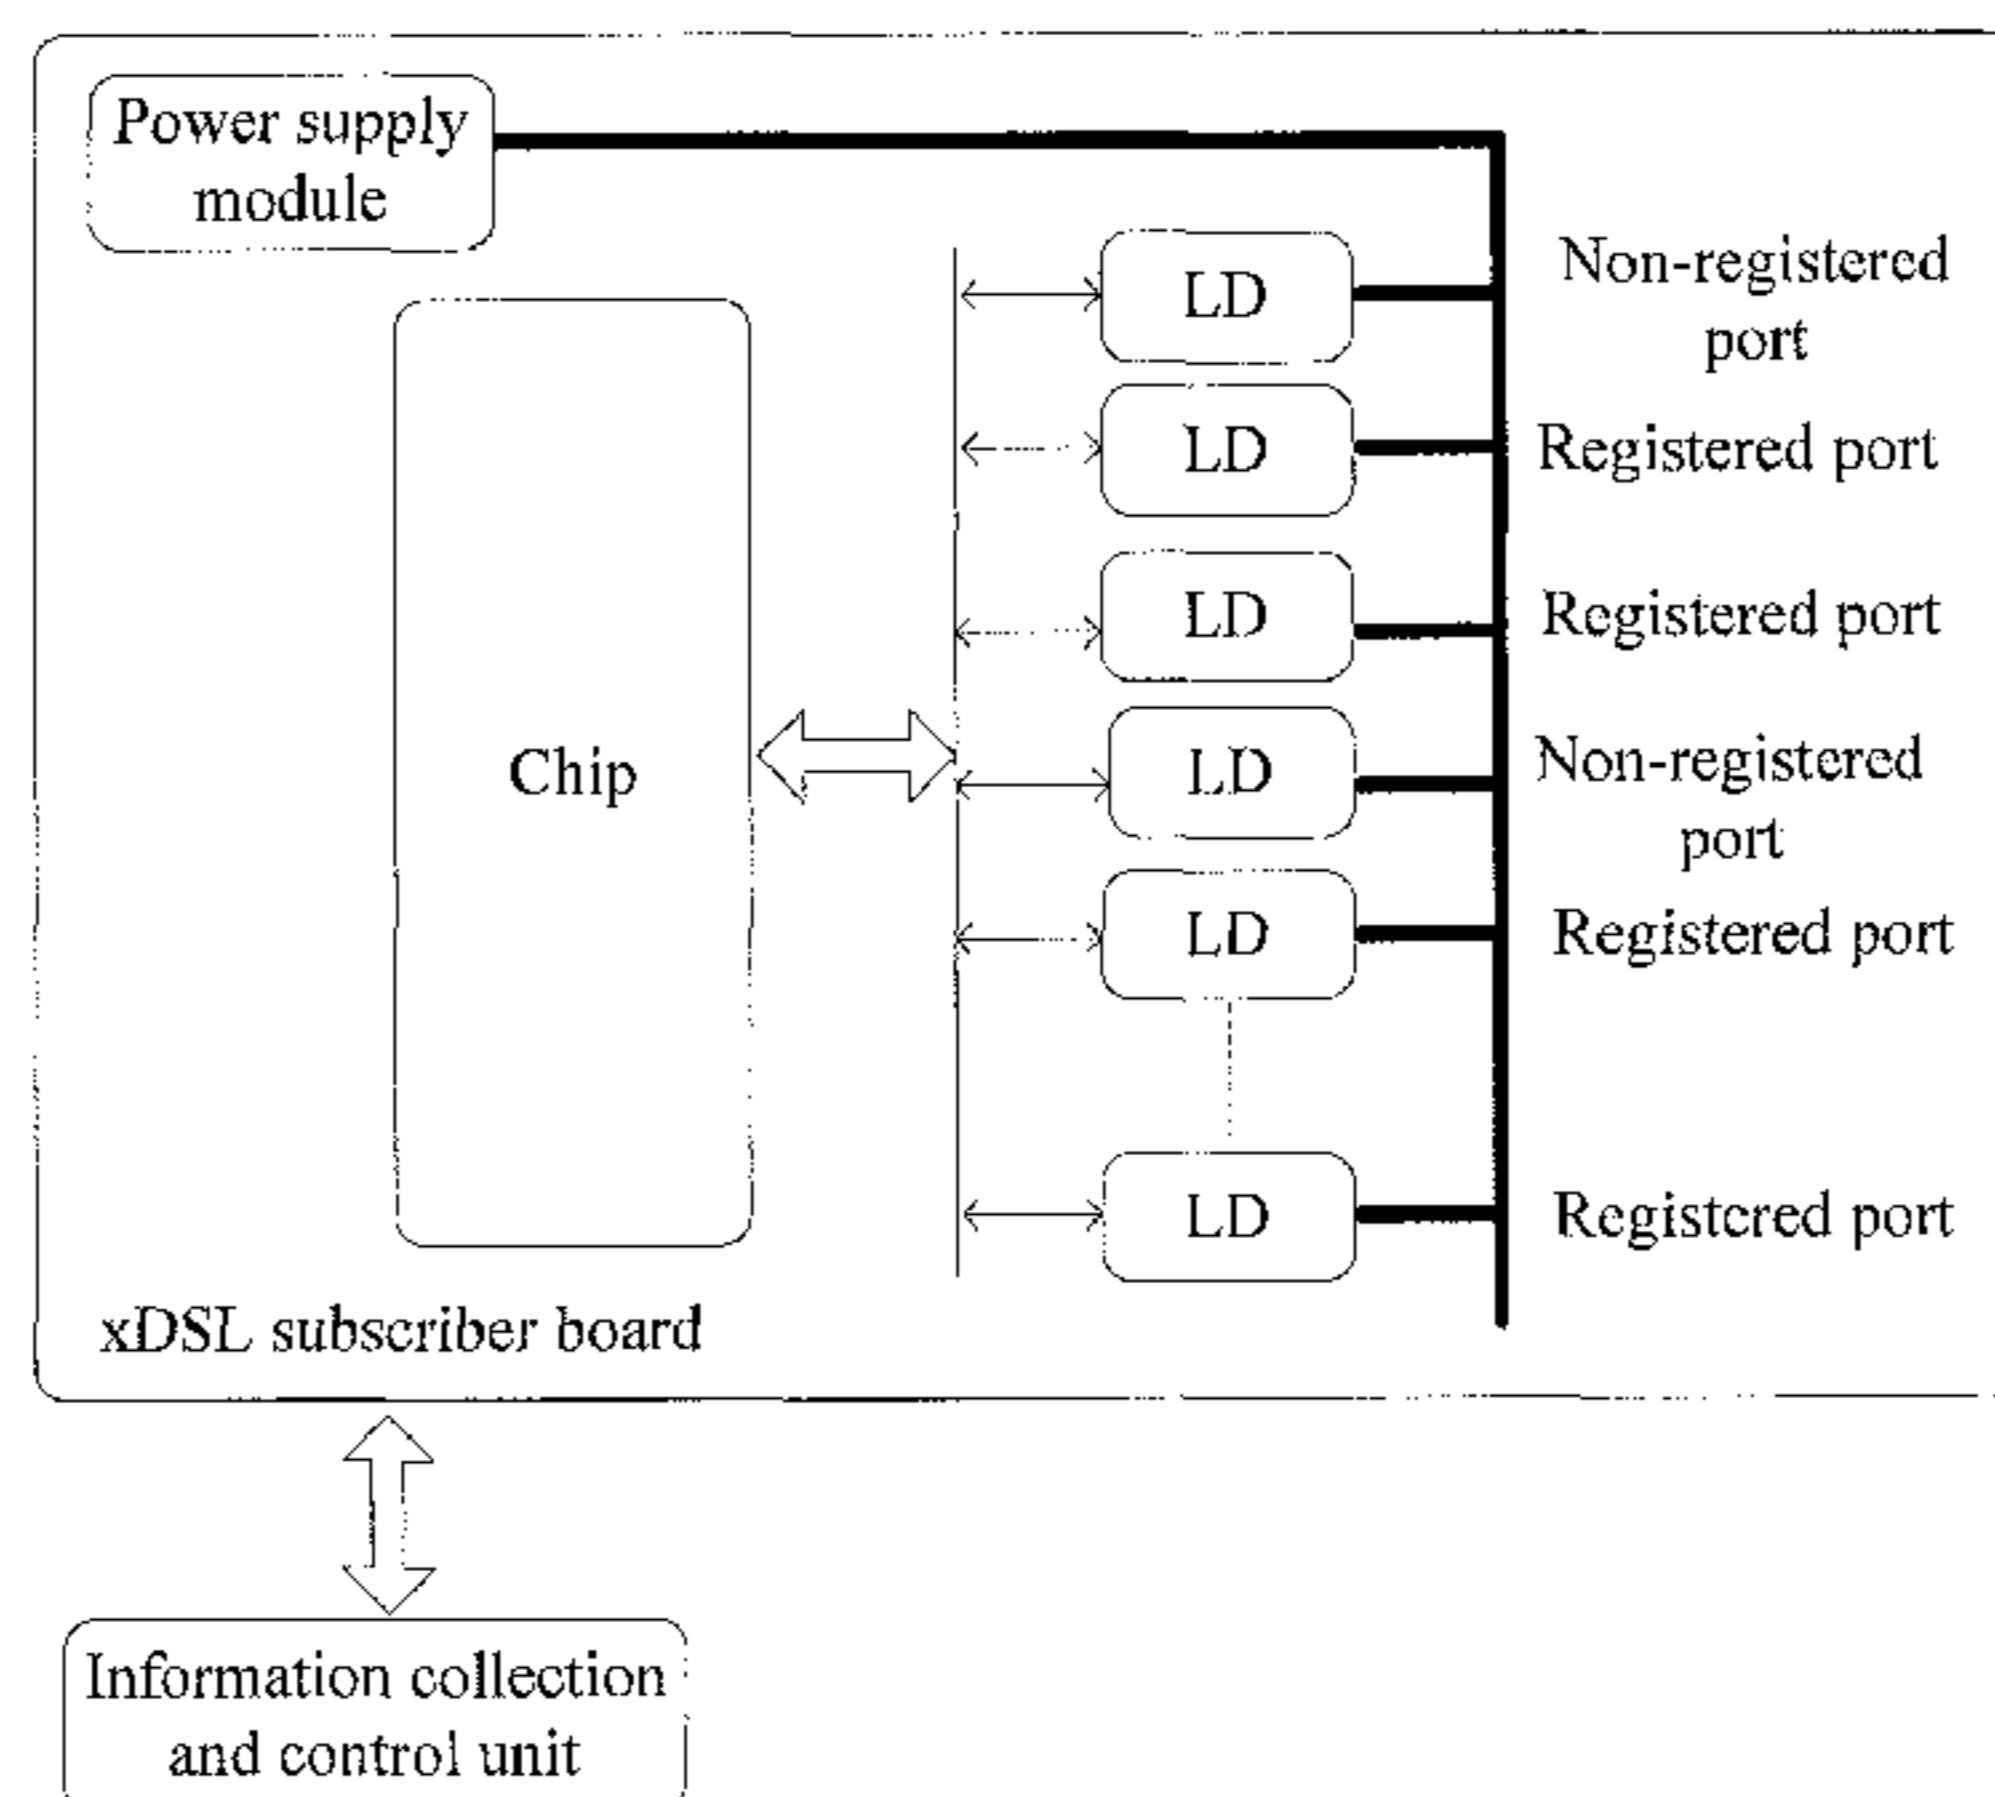 Power supply
module
LD
Non-registered
port
LD
Registered port
LD
Registered port
Chip
LD
Non-registered
port
LD
Registered port
LD
Registered port
xDSL subscriber board
Information collection
and control unit